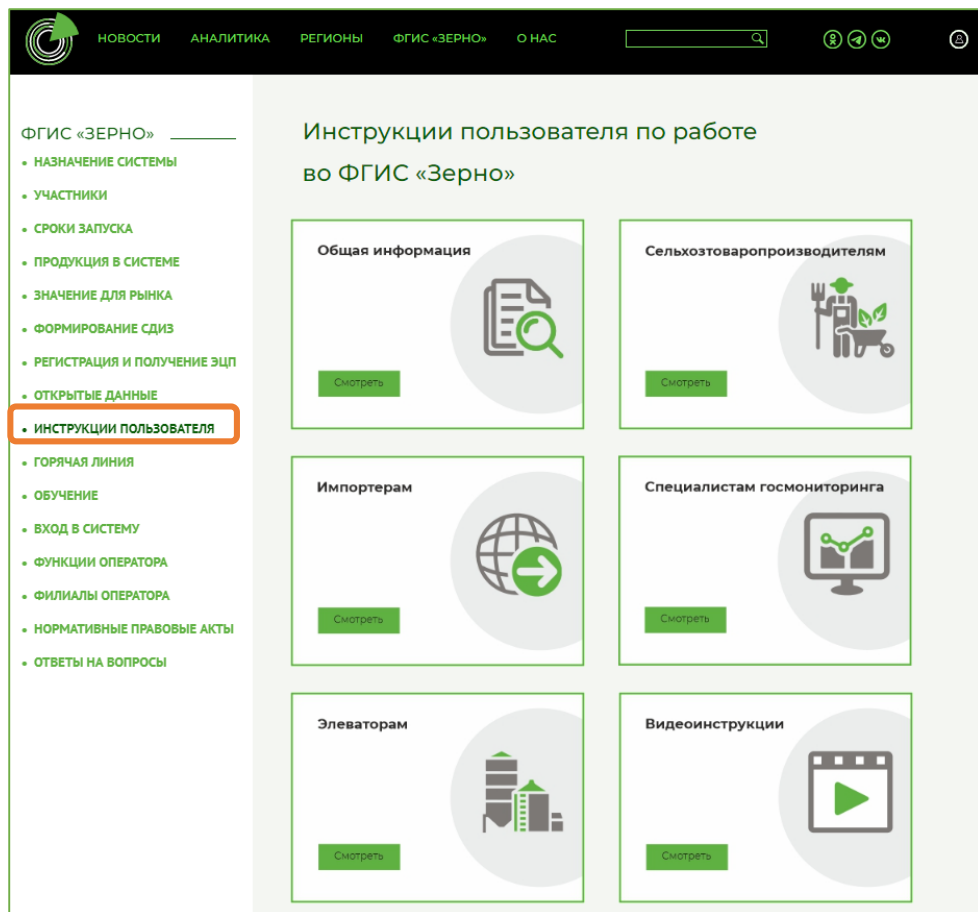 НОВОСТИ АНАЛИТИКА РЕГИОНЫ ФГИС «ЗЕРНО» О НАС
ФГИС «ЗЕРНО»
• НАЗНАЧЕНИЕ СИСТЕМЫ
• УЧАСТНИКИ
• СРОКИ ЗАПУСКА
• ПРОДУКЦИЯ В СИСТЕМЕ
• ЗНАЧЕНИЕ ДЛЯ РЫНКА
• ФОРМИРОВАНИЕ СДИЗ
• РЕГИСТРАЦИЯ И ПОЛУЧЕНИЕ ЭЦП
• ОТКРЫТЫЕ ДАННЫЕ
• ИНСТРУКЦИИ ПОЛЬЗОВАТЕЛЯ
• ГОРЯЧАЯ ЛИНИЯ
• ОБУЧЕНИЕ
• ВХОД В СИСТЕМУ
• ФУНКЦИИ ОПЕРАТОРА
• ФИЛИАЛЫ ОПЕРАТОРА
• НОРМАТИВНЫЕ ПРАВОВЫЕ АКТЫ
• ОТВЕТЫ НА ВОПРОСЫ
Инструкции пользователя по работе
во ФГИС «Зерно»
Общая информация
Смотреть
Сельхозтоваропроизводителям
Смотреть
Импортерам
Смотреть
Специалистам госмониторинга
Смотреть
Элеваторам
Смотреть
Видеоинструкции
Смотреть